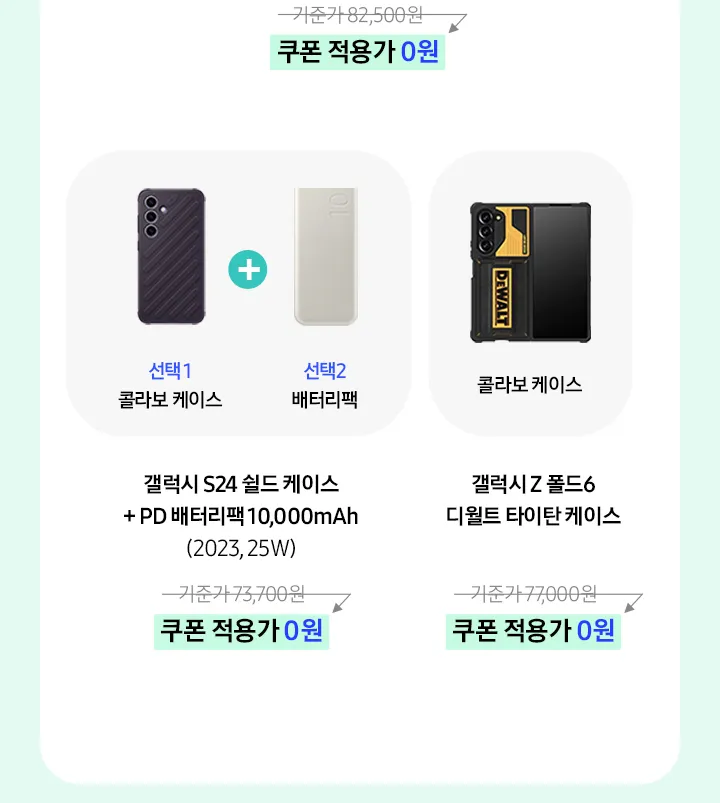 기준가 82,500원
쿠폰 적용가 0원
10
DEWALT
선택1
콜라보 케이스
선택2
배터리팩
콜라보 케이스
갤럭시 S24 쉴드 케이스
+ PD 배터리팩 10,000mAh
(2023, 25W)
기준가 73,700원
쿠폰 적용가 0원
갤럭시 Z 폴드6
디월트 타이탄 케이스
기준가 77,000원
쿠폰 적용가 0원